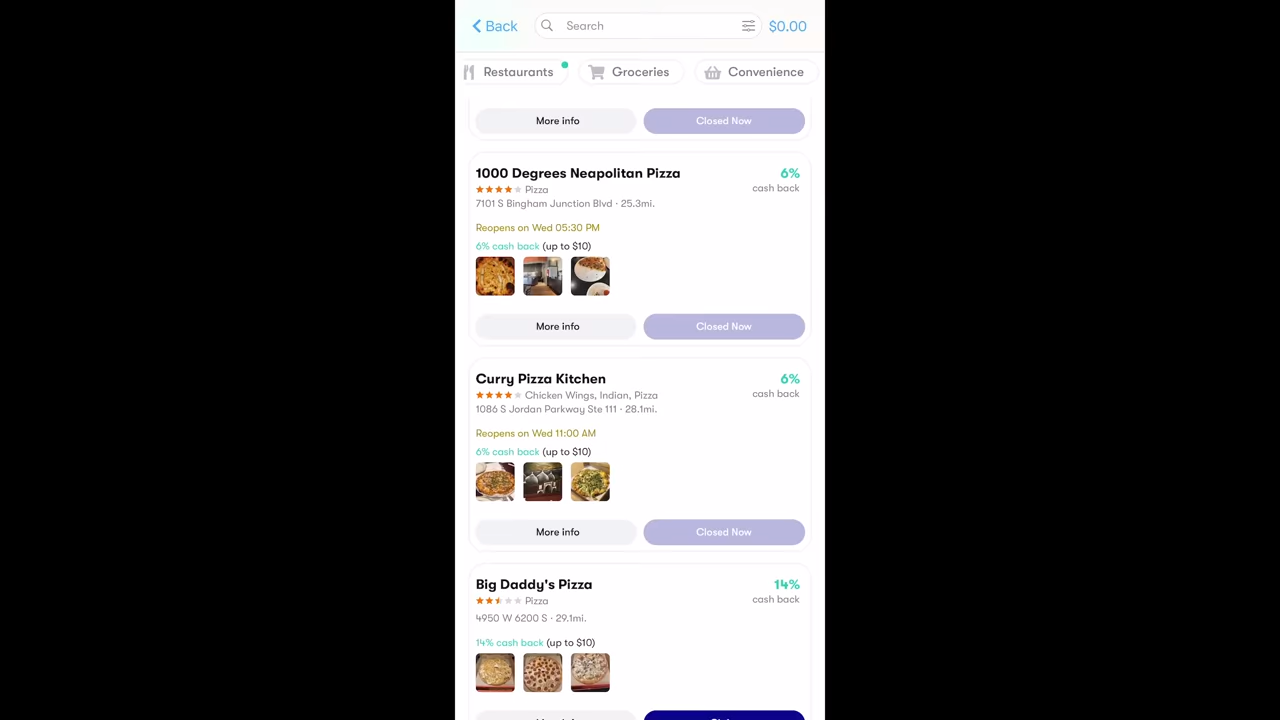 Back
Search
$0.00
Restaurants
Groceries
Convenience
More info
Closed Now
1000 Degrees Neapolitan Pizza
6%
Pizza
cash back
7101 S Bingham Junction Blvd · 25.3mi.
Reopens on Wed 05:30 PM
6% cash back (up to $10)
More info
Closed Now
Curry Pizza Kitchen
6%
Chicken Wings, Indian, Pizza
cash back
1086 S Jordan Parkway Ste 111 · 28.1mi.
Reopens on Wed 11:00 AM
6% cash back (up to $10)
More info
Closed Now
Big Daddy's Pizza
14%
Pizza
cash back
4950 W 6200 S · 29.1mi.
14% cash back (up to $10)